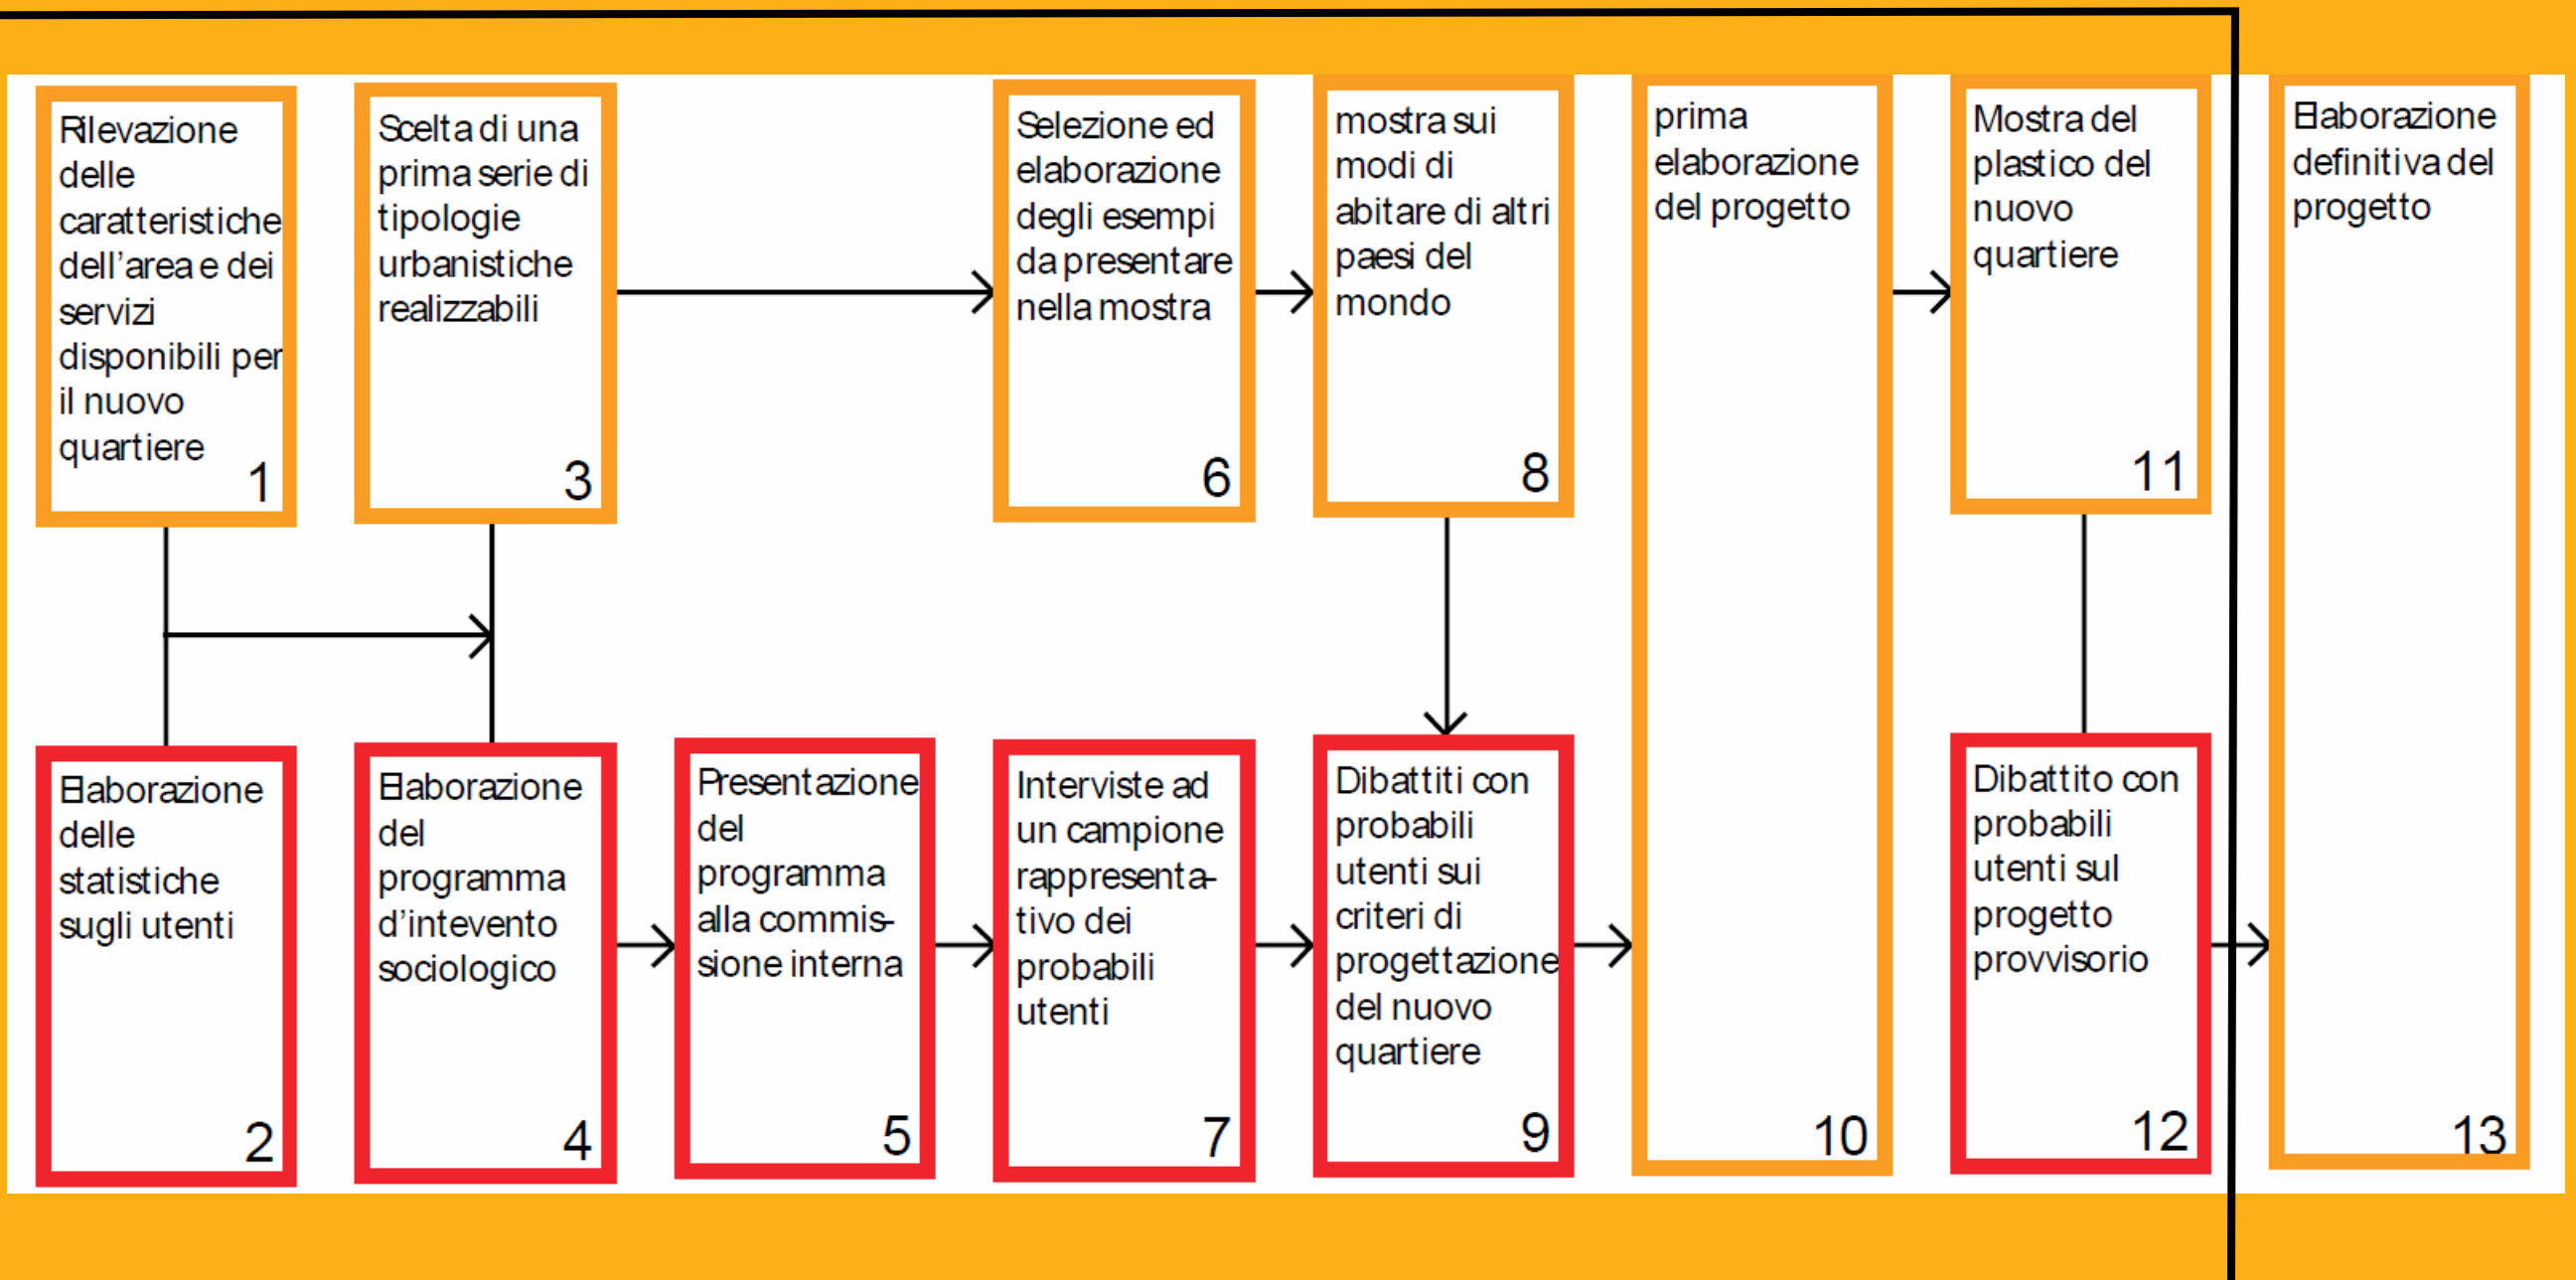 Rilevazione
delle
caratteristiche
dell'area e dei
servizi
disponibili per
il nuovo
quartiere
1
Elaborazione
delle
statistiche
sugli utenti
2
Scelta di una
prima serie di
tipologie
urbanistiche
realizzabili
3
Elaborazione
del
programma
d'intevento
sociologico
4
Presentazione
del
programma
alla commis-
sione interna
5
Selezione ed
elaborazione
degli esempi
da presentare
nella mostra
6
Interviste ad
un campione
rappresenta-
tivo dei
probabili
utenti
7
mostra sui
modi di
abitare di altri
paesi del
mondo
8
Dibattiti con
probabili
utenti sui
criteri di
progettazione
del nuovo
quartiere
9
prima
elaborazione
del progetto
10
Mostra del
plastico del
nuovo
quartiere
11
Dibattito con
probabili
utenti sul
progetto
provvisorio
12
Elaborazione
definitiva del
progetto
13